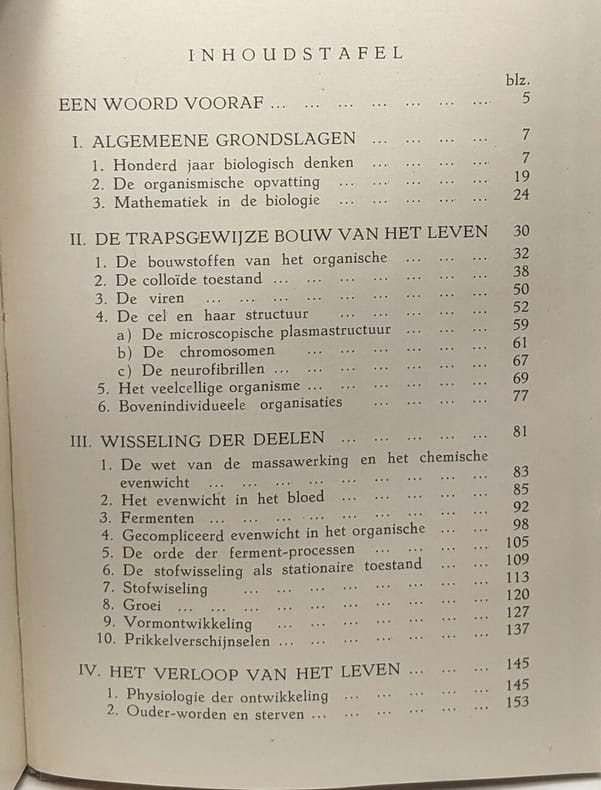 INHOUDSTAFEL
blz.
EEN WOORD VOORAF ... ... ... ... ... ... ... 5
I. ALGEMEENE GRONDSLAGEN ... ... ... ... 7
1. Honderd jaar biologisch denken ... ... ... ... 7
2. De organismische opvatting ... ... ... ... ... 19
3. Mathematiek in de biologie ... ... ... ... ... 24
II. DE TRAPSGEWIJZE BOUW VAN HET LEVEN 30
1. De bouwstoffen van het organische ... ... ... 32
2. De colloïde toestand ... ... ... ... ... ... ... 38
3. De viren ... ... ... ... ... ... ... ... ... 50
4. De cel en haar structuur ... ... ... ... ... 52
a) De microscopische plasmastructuur ... ... ... 59
b) De chromosomen ... ... ... ... ... ... 61
c) De neurofibrillen ... ... ... ... ... ... ... 67
5. Het veelcellige organisme ... ... ... ... ... ... 69
6. Bovenindividueele organisaties ... ... ... ... 77
III. WISSELING DER DEELEN ... ... ... ... ... 81
1. De wet van de massawerking en het chemische
evenwicht ... ... ... ... ... ... ... ... ... 83
2. Het evenwicht in het bloed ... ... ... ... ... 85
3. Fermenten ... ... ... ... ... ... ... ... ... 92
4. Gecompliceerd evenwicht in het organische ... ... 98
5. De orde der ferment-processen ... ... ... ... 105
6. De stofwisseling als stationaire toestand ... ... 109
7. Stofwiseling ... ... ... ... ... ... ... ... 113
8. Groei ... ... ... ... ... ... ... ... ... ... 120
9. Vormontwikkeling ... ... ... ... ... ... ... 127
10. Prikkelverschijnselen ... ... ... ... ... ... ... 137
IV. HET VERLOOP VAN HET LEVEN ... ... ... 145
1. Physiologie der ontwikkeling ... ... ... ... ... 145
2. Ouder-worden en sterven ... ... ... ... ... ... 153